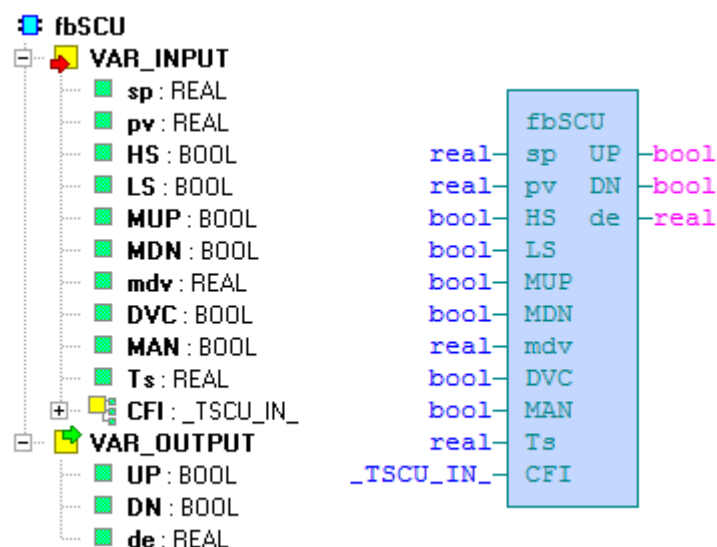 fbSCU
VAR_INPUT
sp : REAL
pv : REAL
HS : BOOL
LS : BOOL
MUP : BOOL
MDN : BOOL
mdv : REAL
DVC : BOOL
MAN : BOOL
Ts : REAL
CFI : _TSCU_IN_
VAR_OUTPUT
UP : BOOL
DN : BOOL
de : REAL
fbSCU
real sp UP bool
real pv DN bool
bool HS de real
bool LS
bool MUP
bool MDN
real mdv
bool DVC
bool MAN
real Ts
_TSCU_IN_ CFI